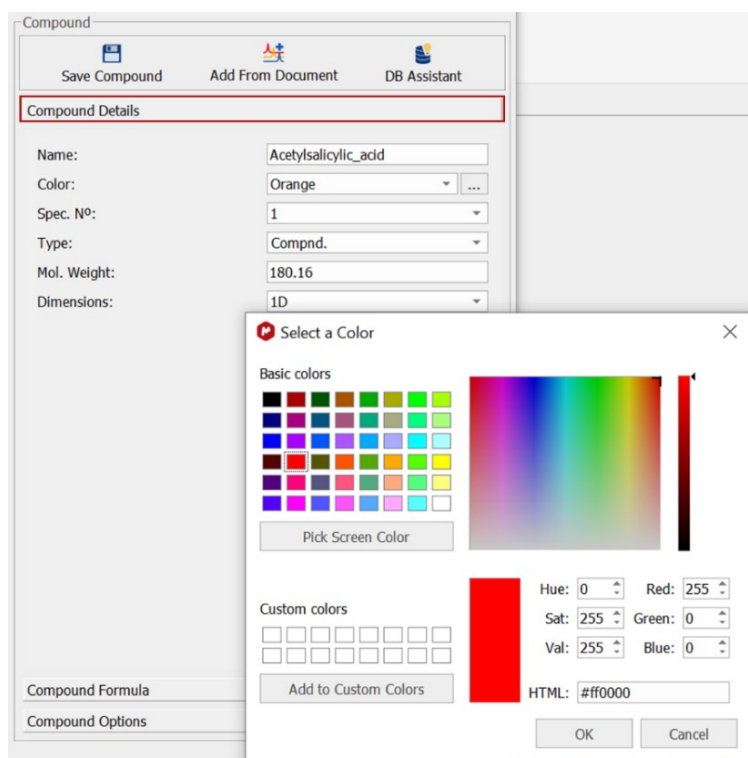 Compound
Save Compound Add From Document DB Assistant
Compound Details
Name: Acetylsalicylic_acid
Color: Orange ...
Spec. Nº: 1
Type: Compnd.
Mol. Weight: 180.16
Dimensions: 1D
Select a Color
Basic colors
Pick Screen Color
Custom colors
Add to Custom Colors
Hue: 0 Red: 255
Sat: 255 Green: 0
Val: 255 Blue: 0
HTML: #ff0000
OK Cancel
Compound Formula
Compound Options